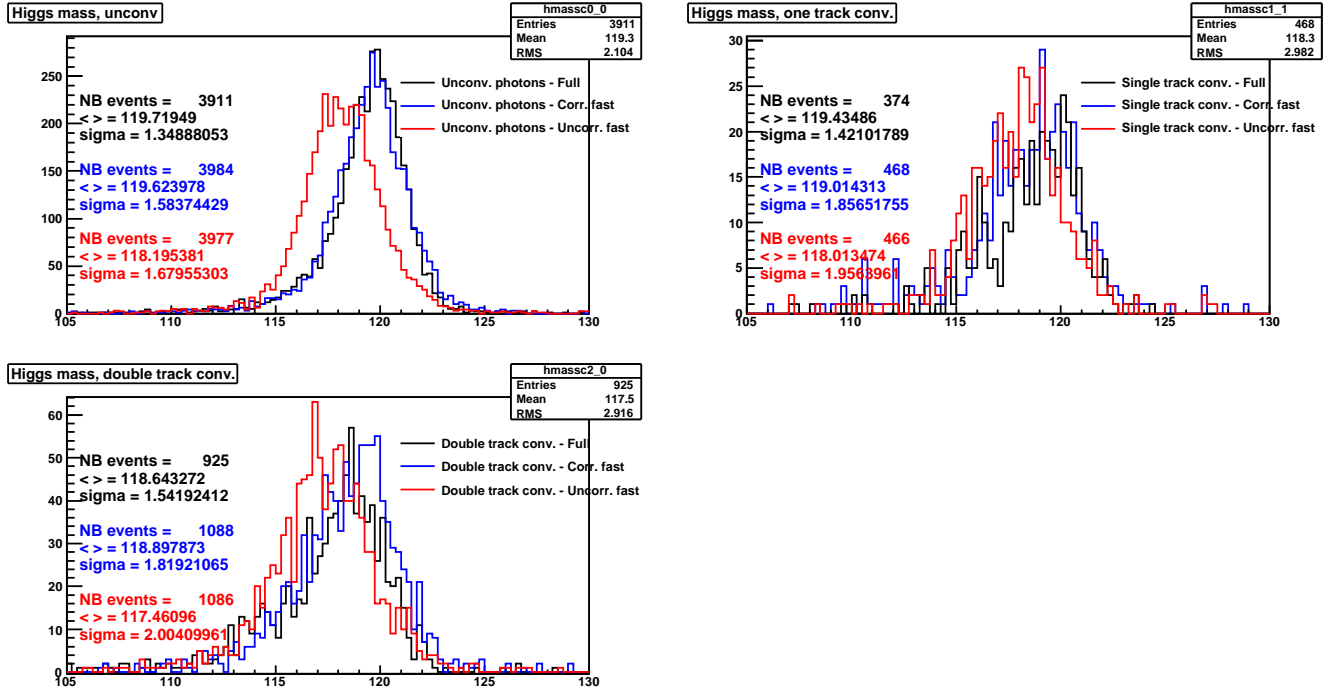 Higgs mass, unconv
hmassc0_0
Entries 3911
Mean 119.3
RMS 2.104
250
200
150
100
50
0
105 110 115 120 125 130
NB events = 3911
< > = 119.71949
sigma = 1.34888053
NB events = 3984
< > = 119.623978
sigma = 1.58374429
NB events = 3977
< > = 118.195381
sigma = 1.67955303
Unconv. photons - Full
Unconv. photons - Corr. fast
Unconv. photons - Uncorr. fast
Higgs mass, one track conv.
hmassc1_1
Entries 468
Mean 118.3
RMS 2.982
30
25
20
15
10
5
0
105 110 115 120 125 130
NB events = 374
< > = 119.43486
sigma = 1.42101789
NB events = 468
< > = 119.014313
sigma = 1.85651755
NB events = 466
< > = 118.013474
sigma = 1.9563961
Single track conv. - Full
Single track conv. - Corr. fast
Single track conv. - Uncorr. fast
Higgs mass, double track conv.
hmassc2_0
Entries 925
Mean 117.5
RMS 2.916
60
50
40
30
20
10
0
105 110 115 120 125 130
NB events = 925
< > = 118.643272
sigma = 1.54192412
NB events = 1088
< > = 118.897873
sigma = 1.81921065
NB events = 1086
< > = 117.46096
sigma = 2.00409961
Double track conv. - Full
Double track conv. - Corr. fast
Double track conv. - Uncorr. fast